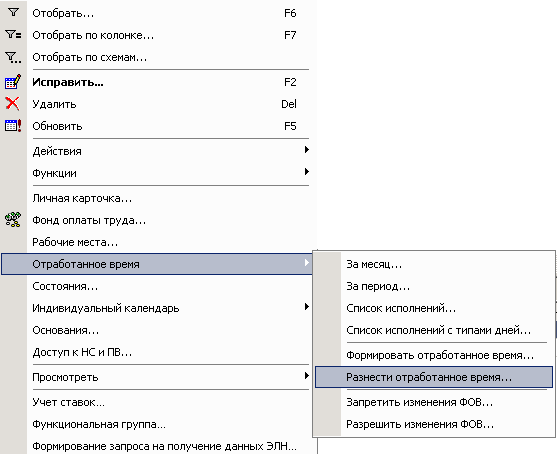 Отобрать... F6
Отобрать по колонке... F7
Отобрать по схемам...
Исправить... F2
Удалить Del
Обновить F5
Действия
Функции
Личная карточка...
Фонд оплаты труда...
Рабочие места...
Отработанное время
Состояния...
Индивидуальный календарь
Основания...
Доступ к НС и ПВ...
Просмотреть
Учет ставок...
Функциональная группа...
Формирование запроса на получение данных ЭЛН...
За месяц...
За период...
Список исполнений...
Список исполнений с типами дней...
Формировать отработанное время...
Разнести отработанное время...
Запретить изменения ФОВ...
Разрешить изменения ФОВ...